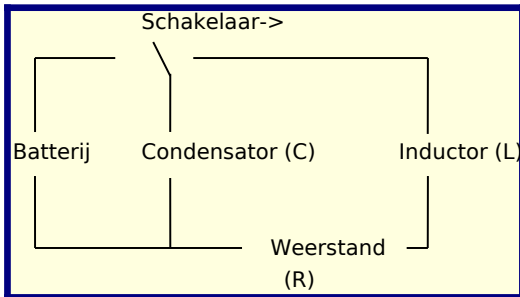 Schakelaar->
Batterij Condensator (C) Inductor (L)
Weerstand
(R)